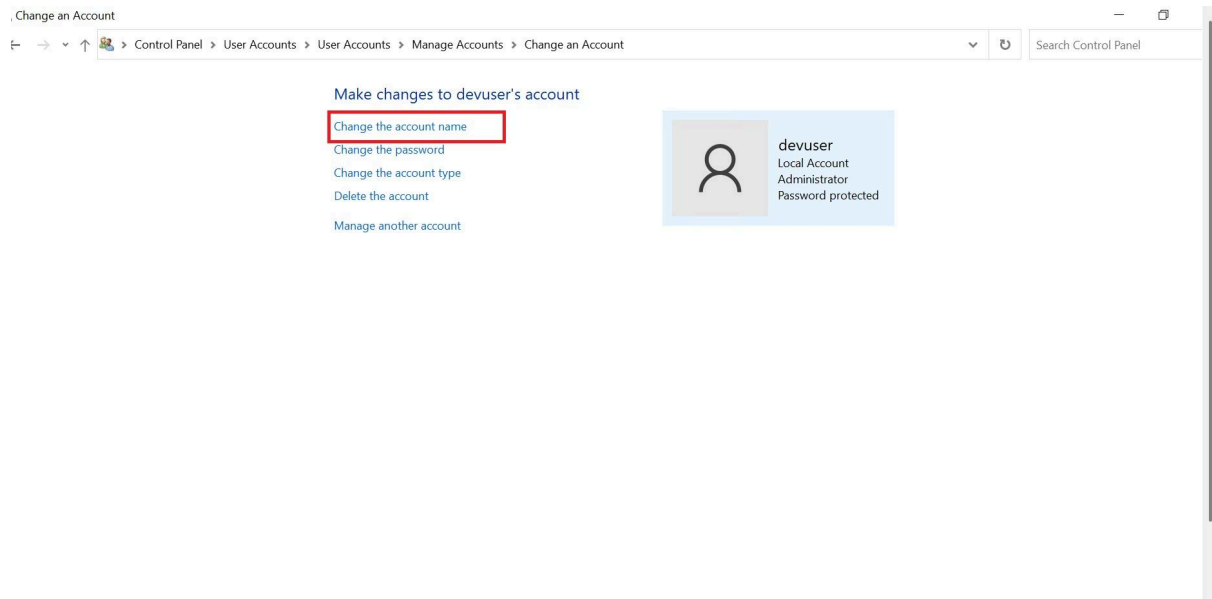 Change an Account
Control Panel > User Accounts > User Accounts > Manage Accounts > Change an Account
Search Control Panel
Make changes to devuser's account
Change the account name
Change the password
Change the account type
Delete the account
Manage another account
devuser
Local Account
Administrator
Password protected